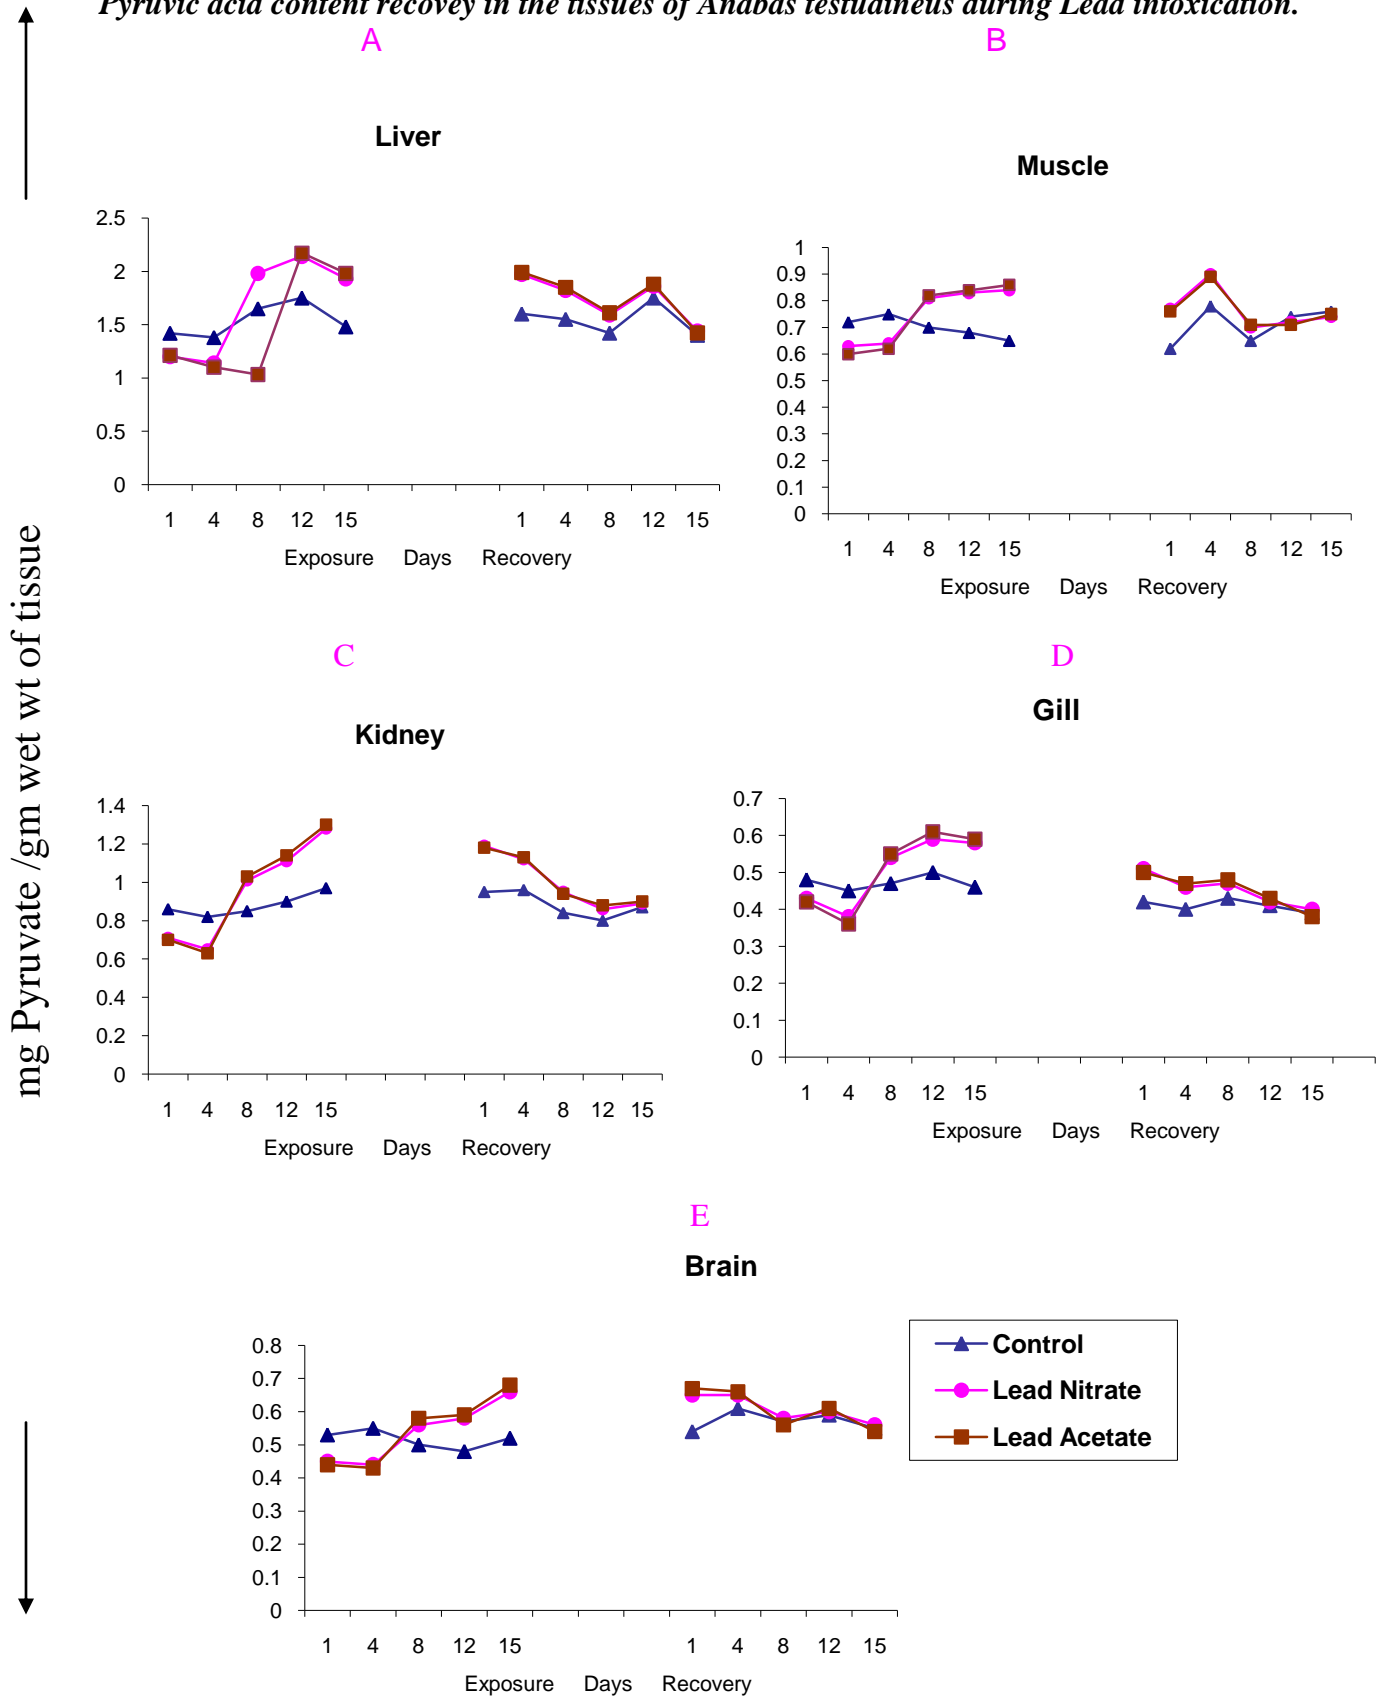 Pyruvic acid content recovey in the tissues of Anabas testudineus during Lead intoxication.
A
B
Liver
Muscle
2.5
2
1.5
1
0.5
0
1 4 8 12 15 1 4 8 12 15
Exposure Days Recovery
1
0.9
0.8
0.7
0.6
0.5
0.4
0.3
0.2
0.1
0
1 4 8 12 15 1 4 8 12 15
Exposure Days Recovery
mg Pyruvate /gm wet wt of tissue
C
D
Kidney
Gill
1.4
1.2
1
0.8
0.6
0.4
0.2
0
1 4 8 12 15 1 4 8 12 15
Exposure Days Recovery
0.7
0.6
0.5
0.4
0.3
0.2
0.1
0
1 4 8 12 15 1 4 8 12 15
Exposure Days Recovery
E
Brain
0.8
0.7
0.6
0.5
0.4
0.3
0.2
0.1
0
1 4 8 12 15 1 4 8 12 15
Exposure Days Recovery
Control
Lead Nitrate
Lead Acetate